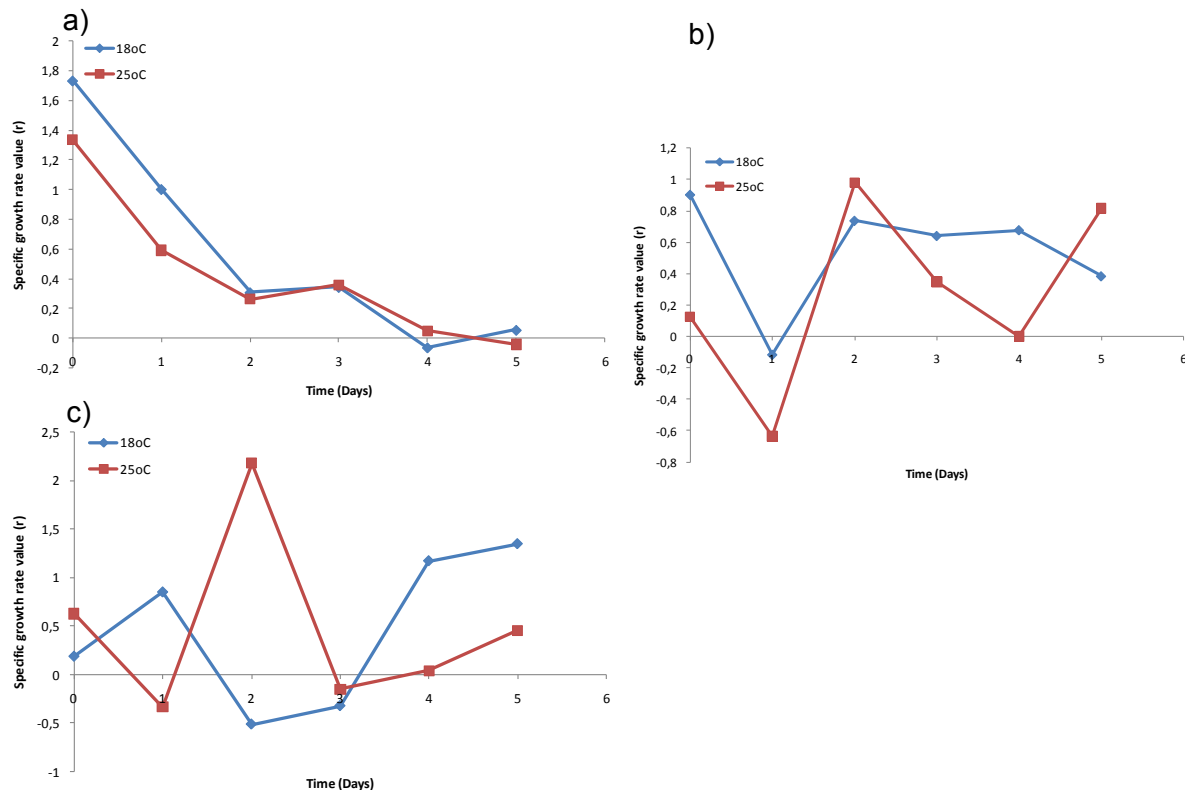 a)
2
1,8
1,6
1,4
1,2
1
0,8
0,6
0,4
0,2
0
-0,2
18oC
25oC
Specific growth rate value (r)
0 1 2 3 4 5 6
Time (Days)
b)
1,2
1
0,8
0,6
0,4
0,2
0
-0,2
-0,4
-0,6
-0,8
18oC
25oC
Specific growth rate value (r)
0 1 2 3 4 5 6
Time (Days)
c)
2,5
2
1,5
1
0,5
0
-0,5
-1
18oC
25oC
Specific growth rate value (r)
0 1 2 3 4 5 6
Time (Days)